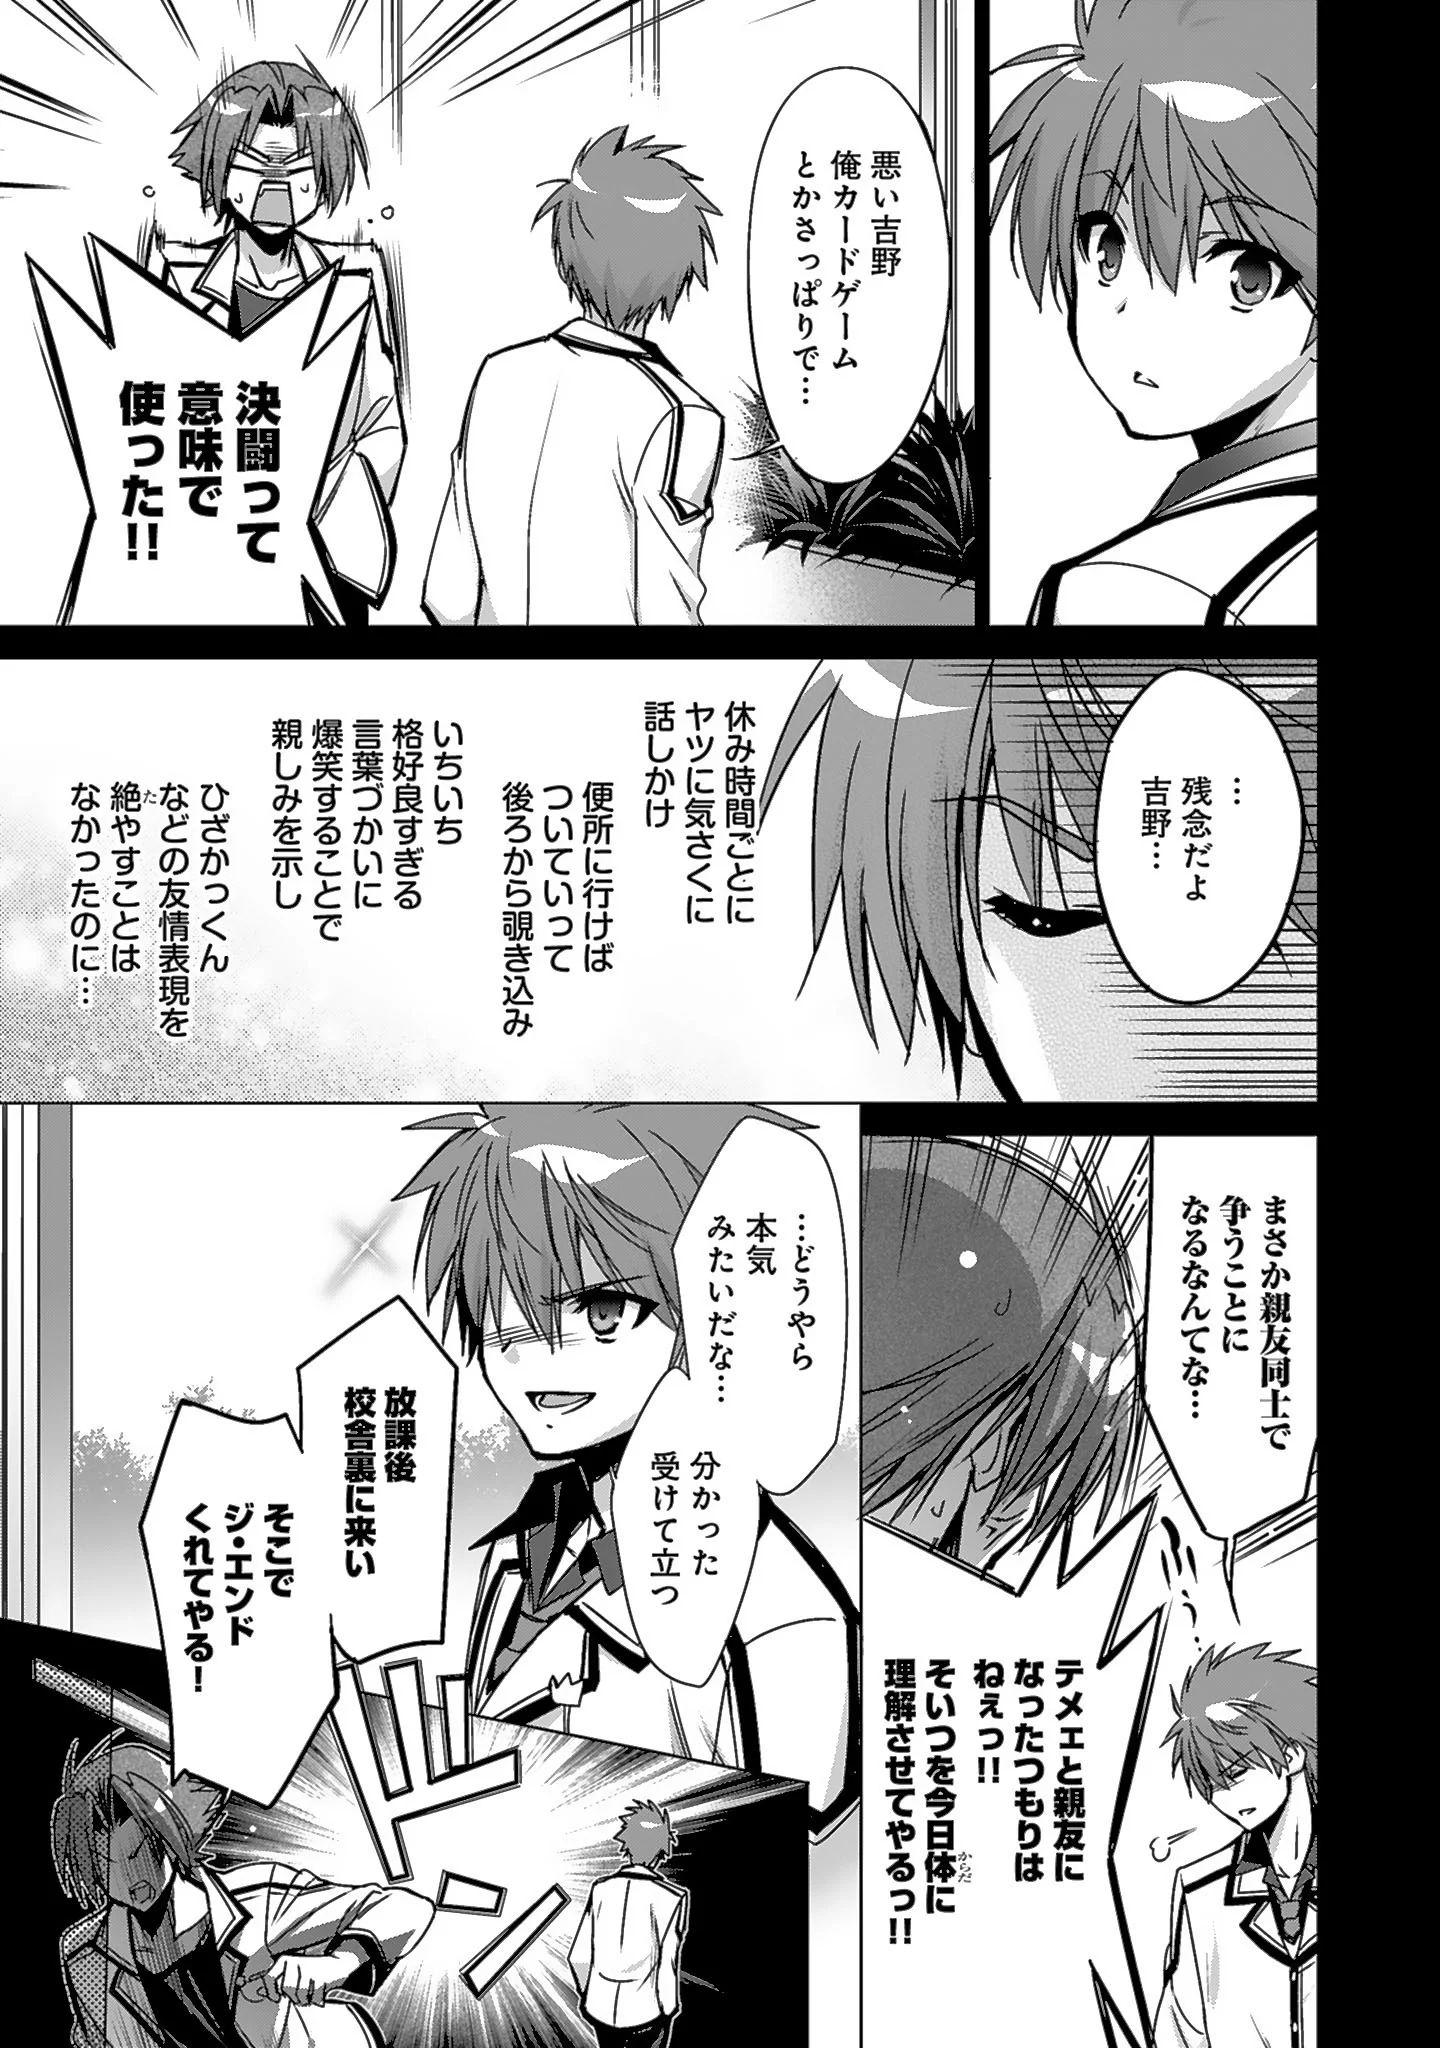 悪い吉野
俺カードゲーム
とかさっぱりで…
決闘って
意味で
使った!!
…
残念だよ
吉野…
休み時間ごとに
ヤツに気さくに
話しかけ
便所に行けば
ついていって
後ろから覗き込み
いちいち
格好良すぎる
言葉づかいに
爆笑することで
親しみを示し
ひざかっくん
などの友情表現を
絶やすことは
た
なかったのに…
まさか親友同士で
争うことに
なるなんてな…
テメェと親友に
なったつもりは
ねぇっ!!
そいつを今日体に
からだ
理解させてやるっ!!
…どうやら
本気
みたいだな…
分かった
受けて立つ
放課後
校舎裏に来い
そこで
ジ・エンド
くれてやる!
ドン